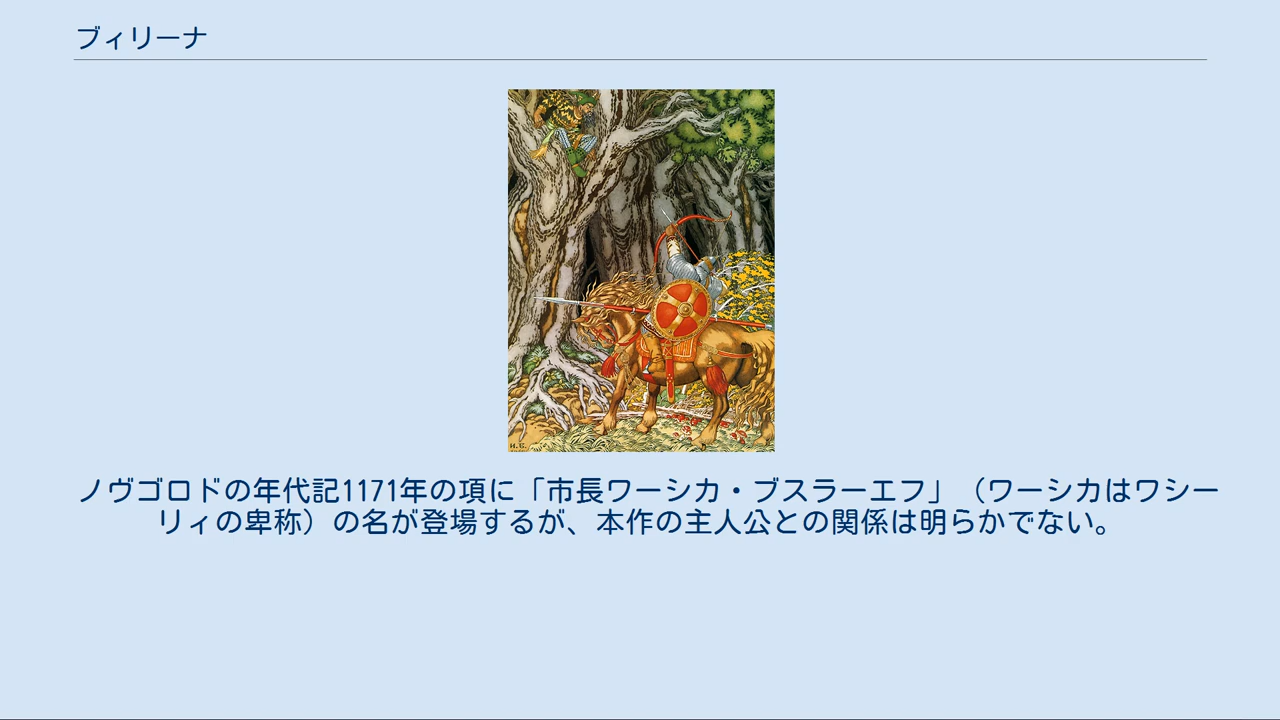 ブィリーナ
И.Б.
ノヴゴロドの年代記1171年の項に「市長ワーシカ・ブスラーエフ」（ワーシカはワシー
リィの卑称）の名が登場するが、本作の主人公との関係は明らかでない。